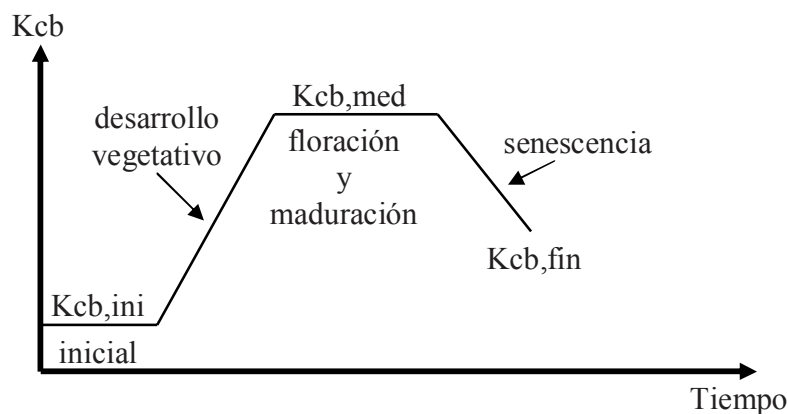 Kcb
Kcb,med
desarrollo
vegetativo
floración
y
maduración
senescencia
Kcb,fin
Kcb,ini
inicial
Tiempo